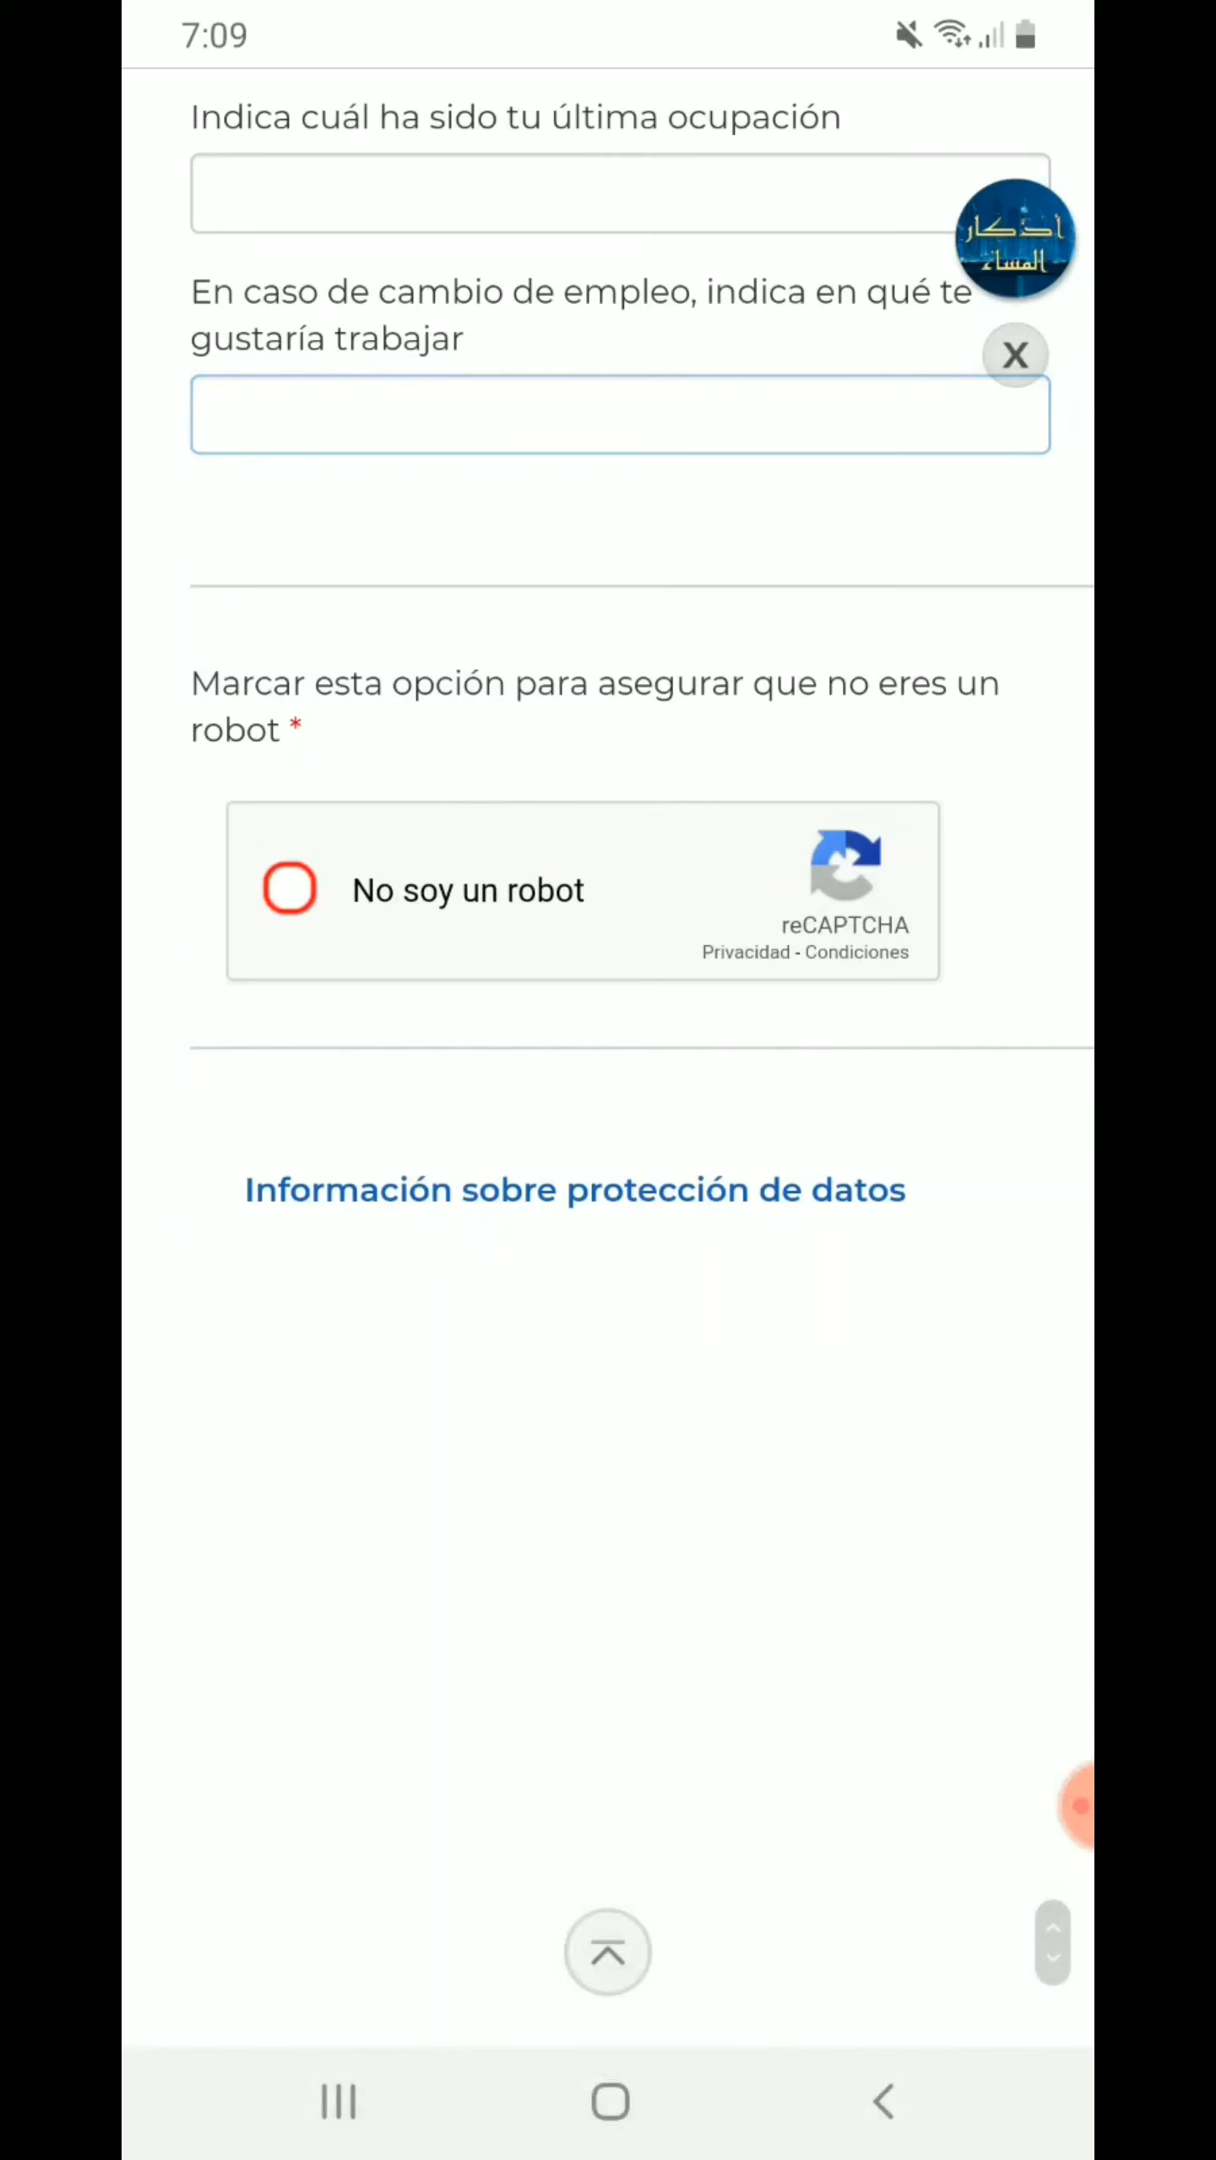 7:09
Indica cuál ha sido tu última ocupación
أذكار
المساء
En caso de cambio de empleo, indica en qué te
gustaría trabajar
X
Marcar esta opción para asegurar que no eres un
robot *
No soy un robot
reCAPTCHA
Privacidad - Condiciones
Información sobre protección de datos